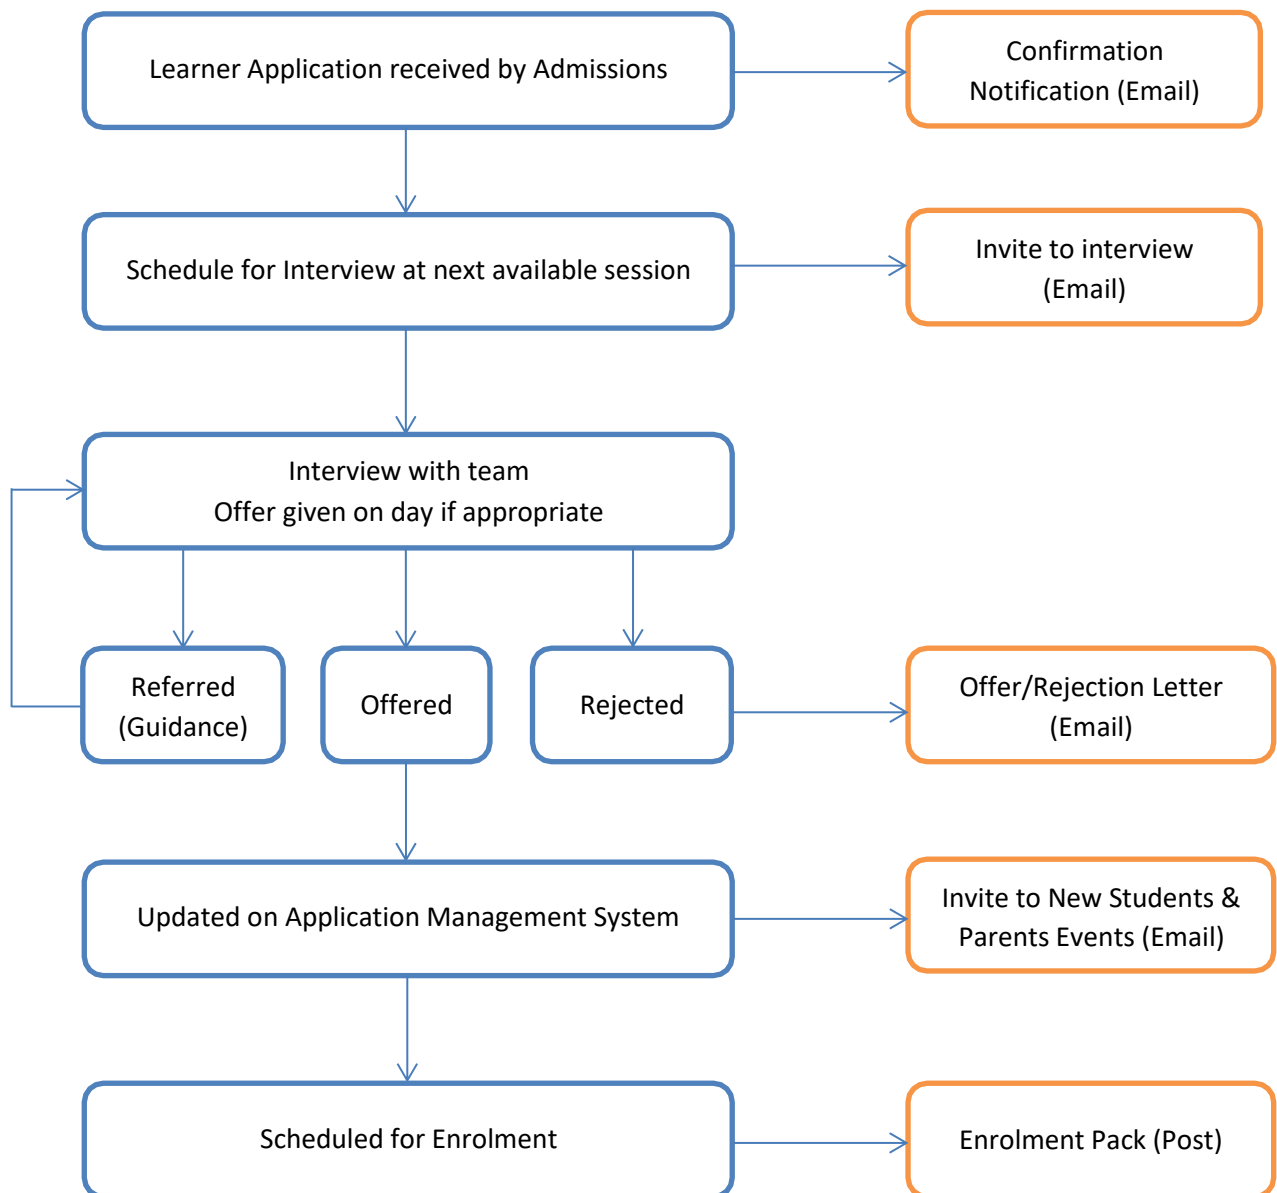 Learner Application received by Admissions
Confirmation
Notification (Email)
Schedule for Interview at next available session
Invite to interview
(Email)
Interview with team
Offer given on day if appropriate
Referred
(Guidance)
Offered
Rejected
Offer/Rejection Letter
(Email)
Updated on Application Management System
Invite to New Students &
Parents Events (Email)
Scheduled for Enrolment
Enrolment Pack (Post)